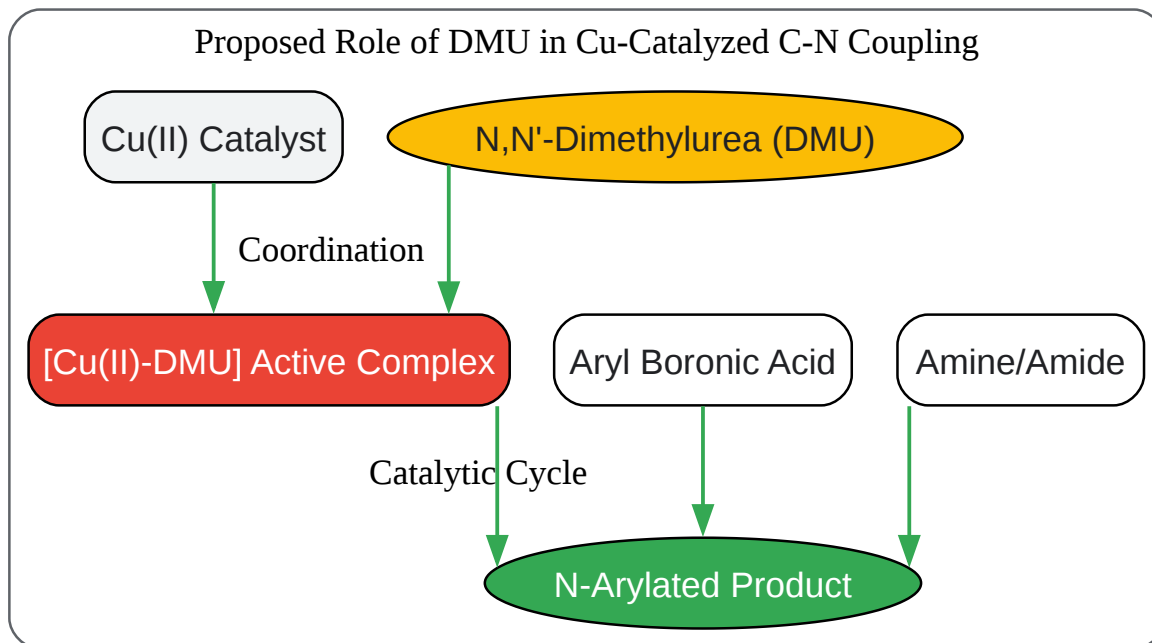 Proposed Role of DMU in Cu-Catalyzed C-N Coupling
Cu(II) Catalyst
N,N'-Dimethylurea (DMU)
Coordination
[Cu(II)-DMU] Active Complex
Aryl Boronic Acid
Amine/Amide
Catalytic Cycle
N-Arylated Product